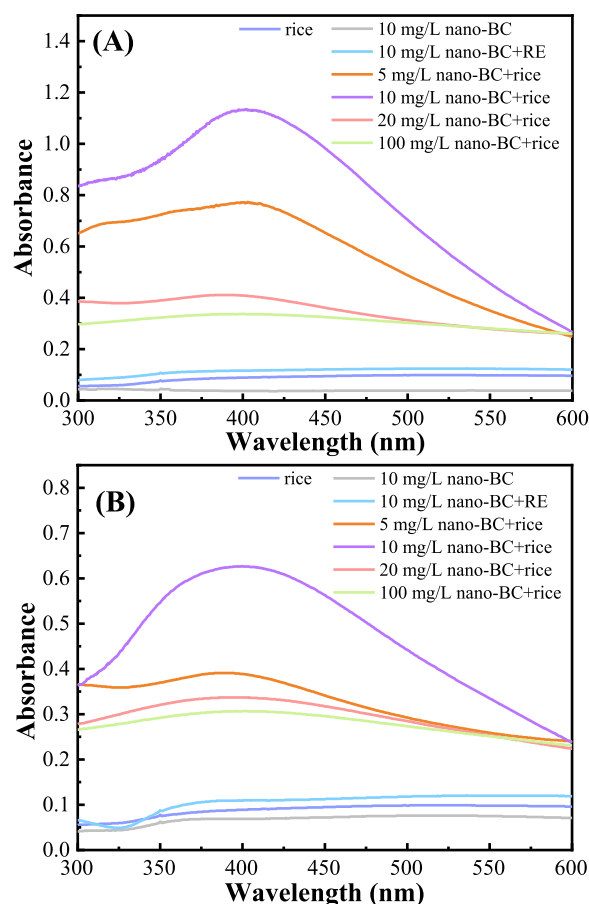 (A)
rice
10 mg/L nano-BC
10 mg/L nano-BC+RE
5 mg/L nano-BC+rice
10 mg/L nano-BC+rice
20 mg/L nano-BC+rice
100 mg/L nano-BC+rice
Absorbance
1.4
1.2
1.0
0.8
0.6
0.4
0.2
0.0
300 350 400 450 500 550 600
Wavelength (nm)
(B)
rice
10 mg/L nano-BC
10 mg/L nano-BC+RE
5 mg/L nano-BC+rice
10 mg/L nano-BC+rice
20 mg/L nano-BC+rice
100 mg/L nano-BC+rice
Absorbance
0.8
0.7
0.6
0.5
0.4
0.3
0.2
0.1
0.0
300 350 400 450 500 550 600
Wavelength (nm)